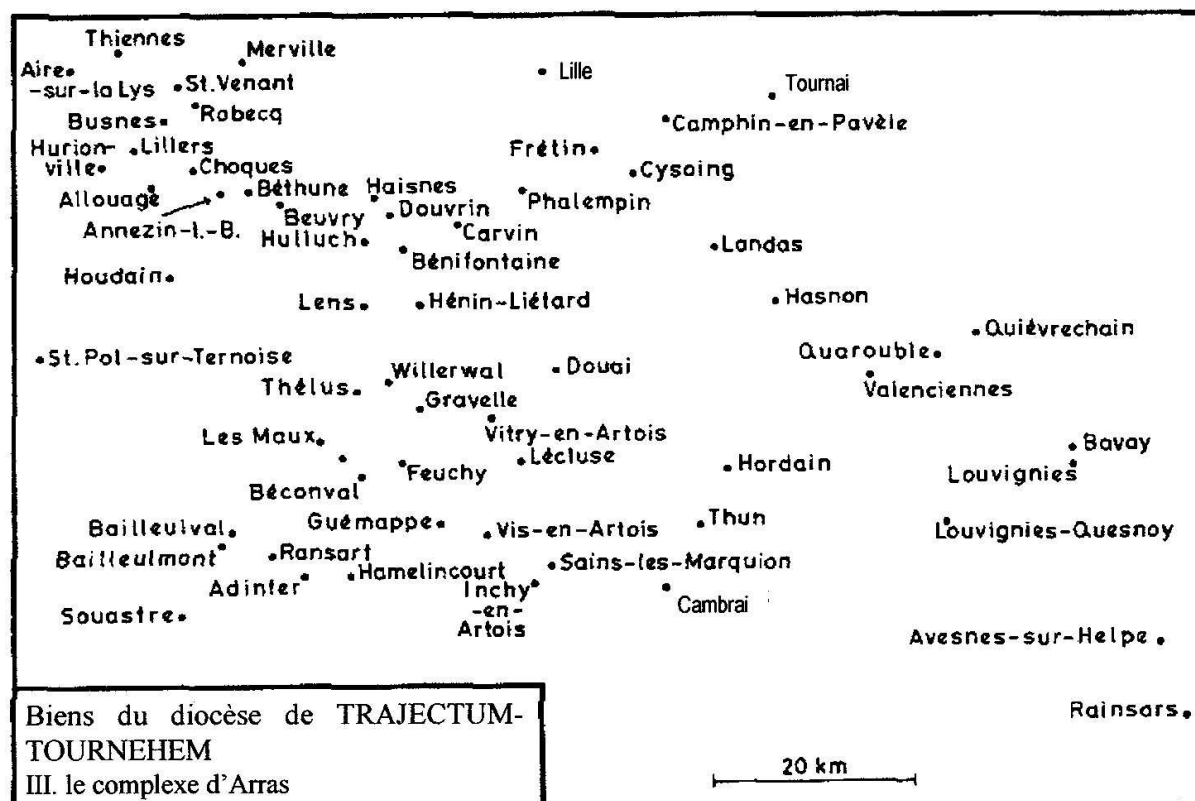 Thiennes
Merville
Aire
-sur-la Lys
St.Venant
Lille
Tournai
Robecq
Busnes
Camphin-en-Pavèle
Hurion-
ville
Lillers
Choques
Frétin
Cysoing
Allouage
Béthune
Haisnes
Phalempin
Annezin-l.-B.
Beuvry
Douvrin
Hulluch
Carvin
Landas
Bénifontaine
Houdain
Lens
Hénin-Liétard
Hasnon
Quièvrechain
St.Pol-sur-Ternoise
Quarouble
Willerwal
Douai
Thélus
Valenciennes
Gravelle
Les Maux
Vitry-en-Artois
Bavay
Lécluse
Hordain
Louvignies
Feuchy
Béconval
Guémappe
Thun
Bailleulval
Vis-en-Artois
Louvignies-Quesnoy
Bailleulmont
Ransart
Sains-les-Marquion
Hamelincourt
Adinfer
Inchy
-en-
Artois
Cambrai
Souastre
Avesnes-sur-Helpe
Rainsars
Biens du diocèse de TRAJECTUM-
TOURNEHEM
III. le complexe d'Arras
20 km